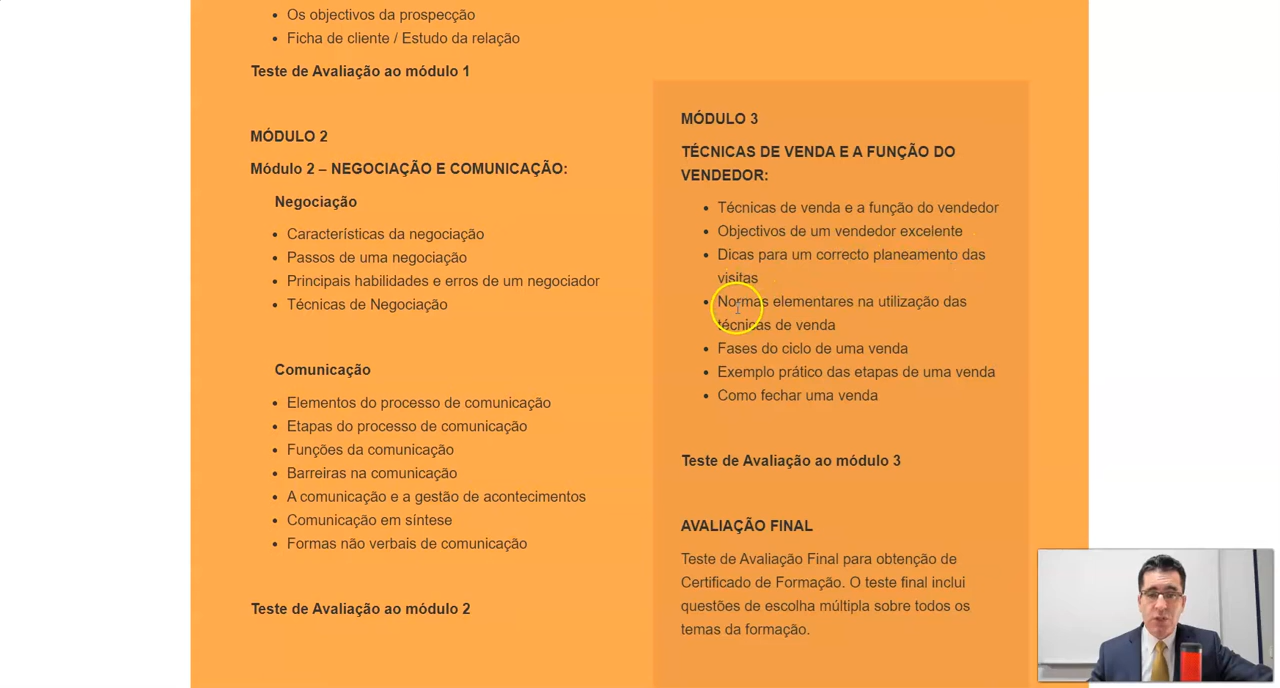 Os objectivos da prospecção
Ficha de cliente / Estudo da relação
Teste de Avaliação ao módulo 1
MÓDULO 2
Módulo 2 – NEGOCIAÇÃO E COMUNICAÇÃO:
Negociação
Características da negociação
Passos de uma negociação
Principais habilidades e erros de um negociador
Técnicas de Negociação
Comunicação
Elementos do processo de comunicação
Etapas do processo de comunicação
Funções da comunicação
Barreiras na comunicação
A comunicação e a gestão de acontecimentos
Comunicação em síntese
Formas não verbais de comunicação
Teste de Avaliação ao módulo 2
MÓDULO 3
TÉCNICAS DE VENDA E A FUNÇÃO DO
VENDEDOR:
Técnicas de venda e a função do vendedor
Objectivos de um vendedor excelente
Dicas para um correcto planeamento das
visitas
Normas elementares na utilização das
técnicas de venda
Fases do ciclo de uma venda
Exemplo prático das etapas de uma venda
Como fechar uma venda
Teste de Avaliação ao módulo 3
AVALIAÇÃO FINAL
Teste de Avaliação Final para obtenção de
Certificado de Formação. O teste final inclui
questões de escolha múltipla sobre todos os
temas da formação.